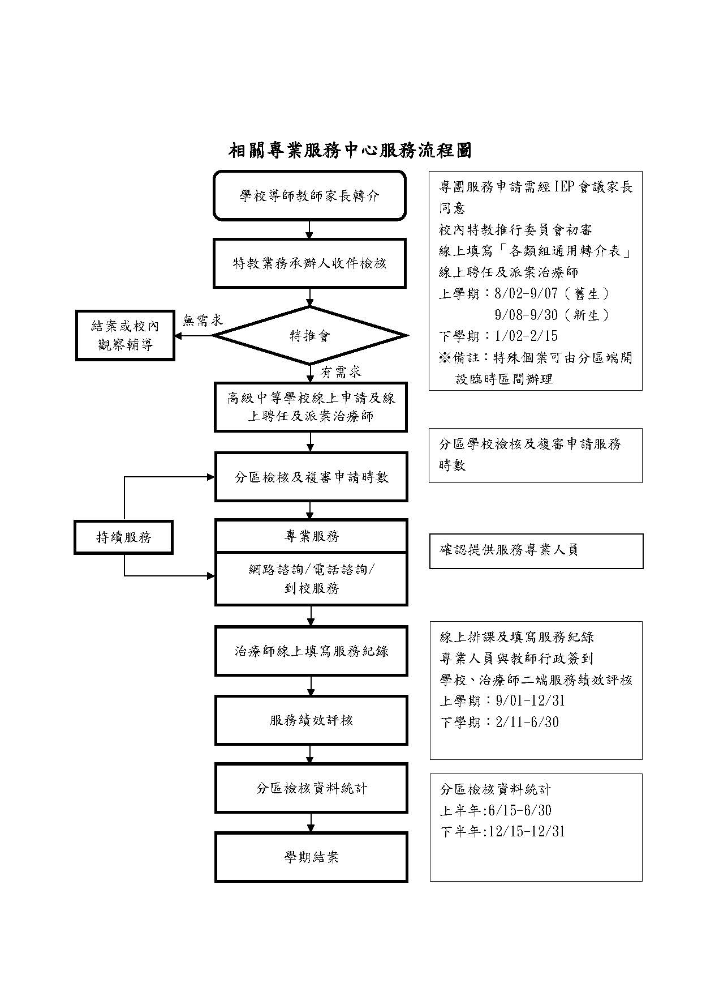 相關專業服務中心服務流程圖
學校導師教師家長轉介
特教業務承辦人收件檢核
特推會
無需求
結案或校內
觀察輔導
有需求
高級中等學校線上申請及線
上聘任及派案治療師
分區檢核及複審申請時數
持續服務
專業服務
網路諮詢/電話諮詢/
到校服務
治療師線上填寫服務紀錄
服務績效評核
分區檢核資料統計
學期結案
專團服務申請需經 IEP 會議家長
同意
校內特教推行委員會初審
線上填寫「各類組通用轉介表」
線上聘任及派案治療師
上學期：8/02-9/07（舊生）
9/08-9/30（新生）
下學期：1/02-2/15
※備註：特殊個案可由分區端開
設臨時區間辦理
分區學校檢核及複審申請服務
時數
確認提供服務專業人員
線上排課及填寫服務紀錄
專業人員與教師行政簽到
學校、治療師二端服務績效評核
上學期：9/01-12/31
下學期：2/11-6/30
分區檢核資料統計
上半年:6/15-6/30
下半年:12/15-12/31